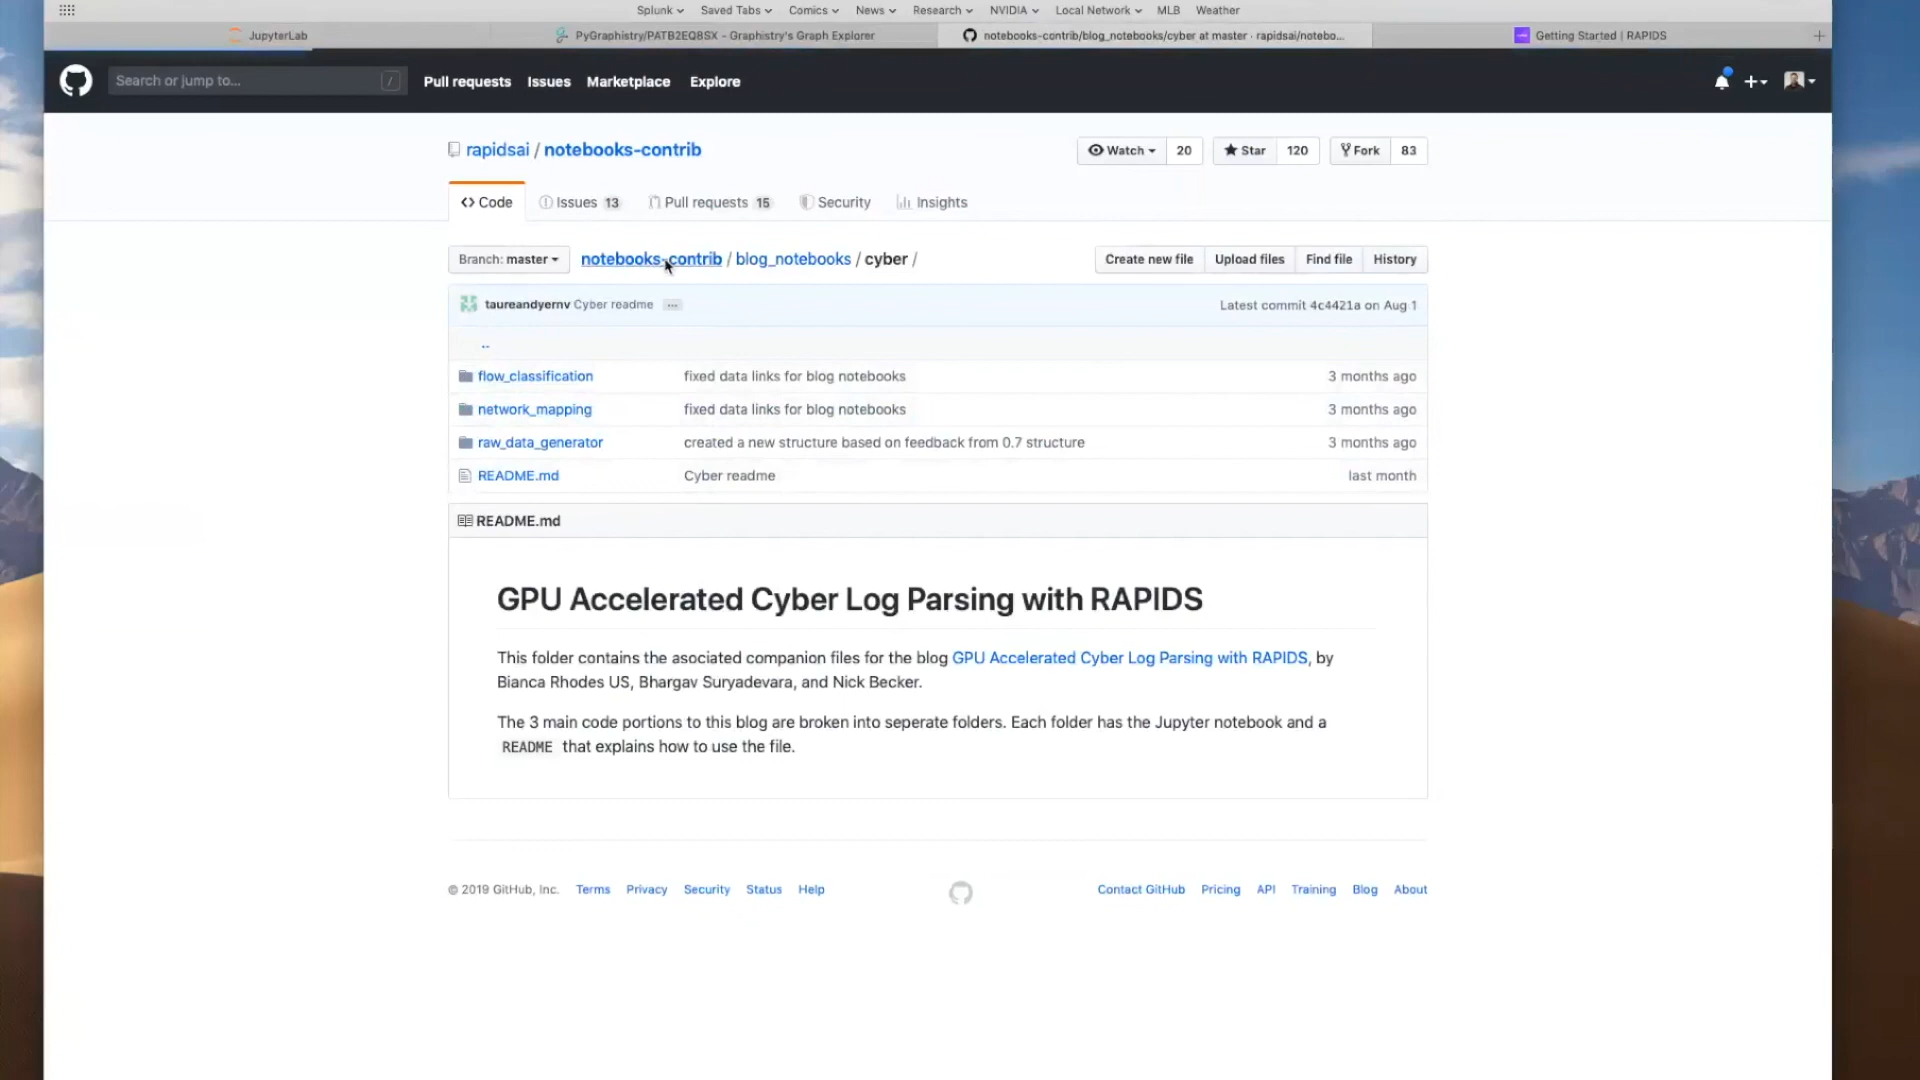 Splunk Saved Tabs Comics News Research NVIDIA Local Network MLB Weather
JupyterLab PyGraphistry/PATB2EQ8SX - Graphistry's Graph Explorer notebooks-contrib/blog_notebooks/cyber at master · rapidsai/notebo... Getting Started | RAPIDS
Search or jump to... / Pull requests Issues Marketplace Explore
rapidsai / notebooks-contrib Watch 20 Star 120 Fork 83
Code Issues 13 Pull requests 15 Security Insights
Branch: master notebooks-contrib / blog_notebooks / cyber / Create new file Upload files Find file History
taureandyernv Cyber readme ... Latest commit 4c4421a on Aug 1
..
flow_classification fixed data links for blog notebooks 3 months ago
network_mapping fixed data links for blog notebooks 3 months ago
raw_data_generator created a new structure based on feedback from 0.7 structure 3 months ago
README.md Cyber readme last month
README.md
GPU Accelerated Cyber Log Parsing with RAPIDS
This folder contains the asociated companion files for the blog GPU Accelerated Cyber Log Parsing with RAPIDS, by
Bianca Rhodes US, Bhargav Suryadevara, and Nick Becker.
The 3 main code portions to this blog are broken into seperate folders. Each folder has the Jupyter notebook and a
README that explains how to use the file.
© 2019 GitHub, Inc. Terms Privacy Security Status Help Contact GitHub Pricing API Training Blog About